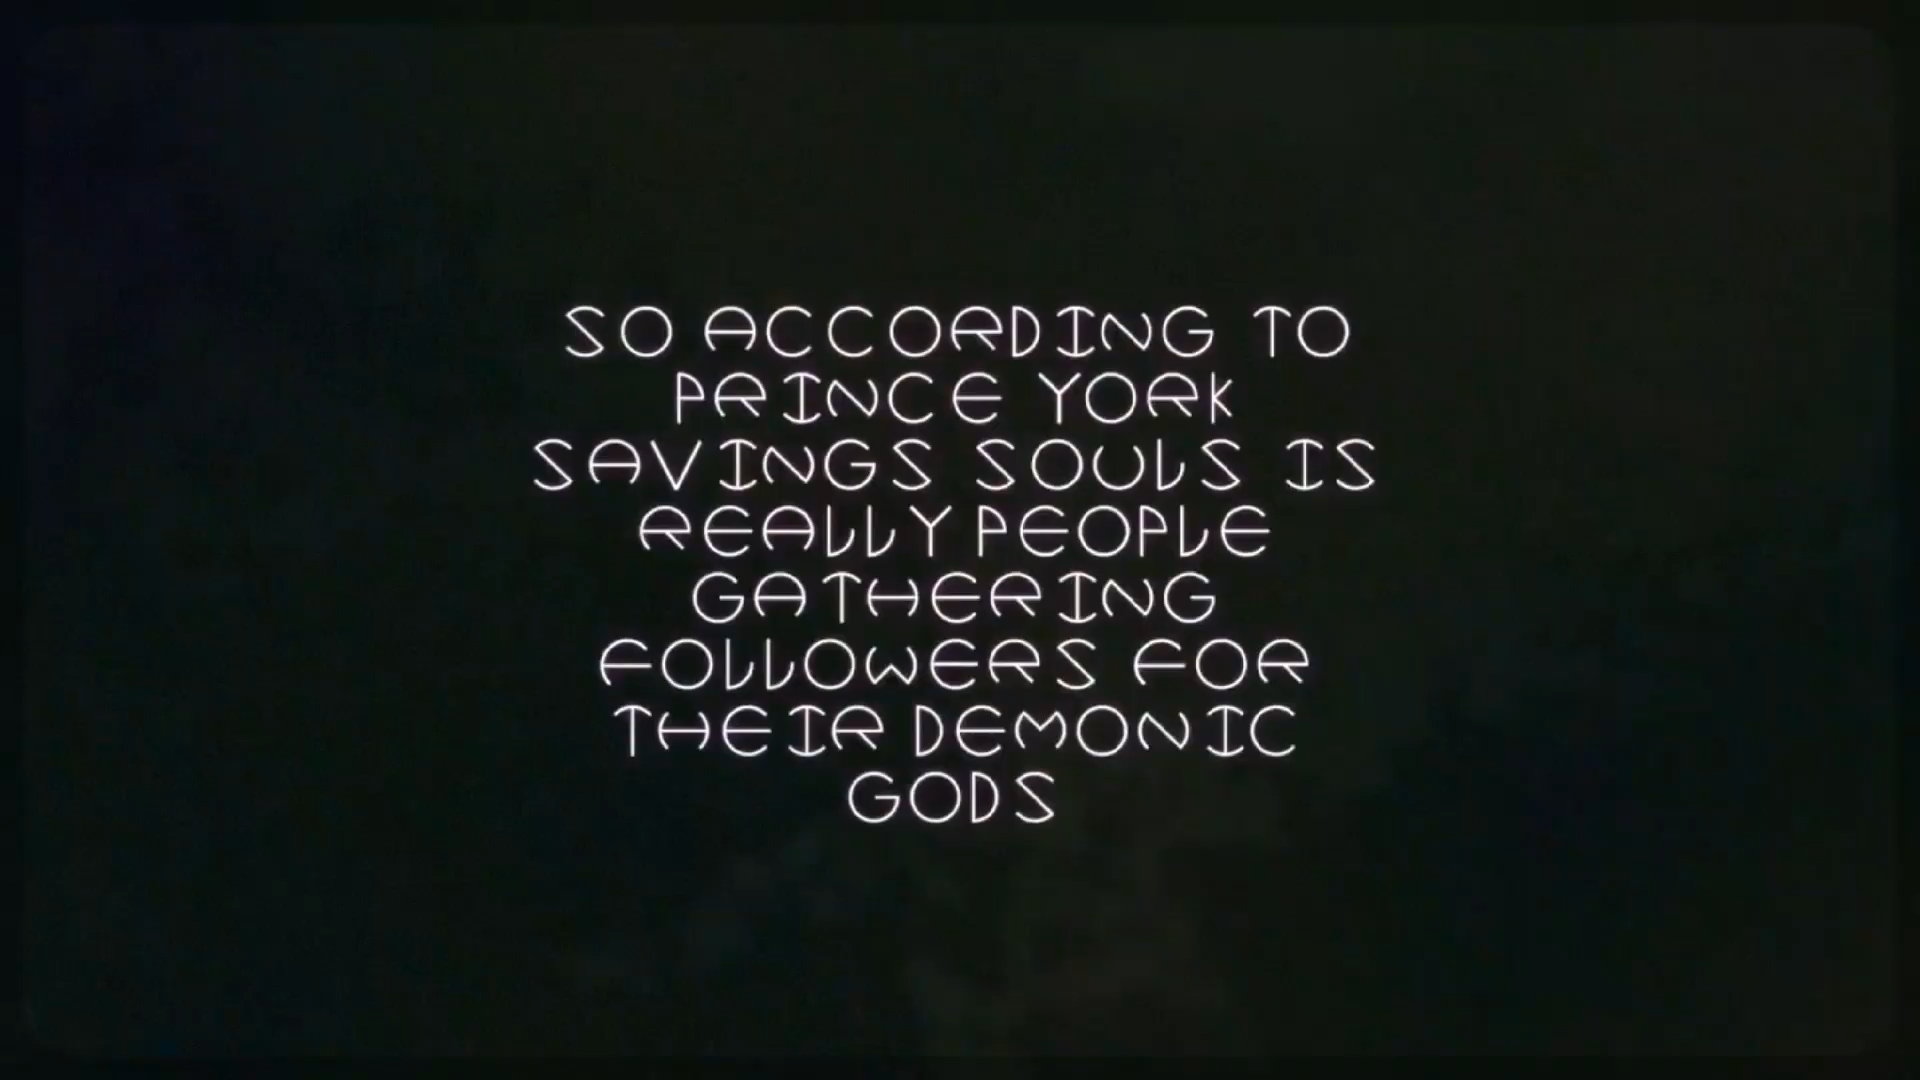 SO ACCORDING TO
PRINCE YORK
SAVINGS SOULS IS
REALLY PEOPLE
GATHERING
FOLLOWERS FOR
THEIR DEMONIC
GODS